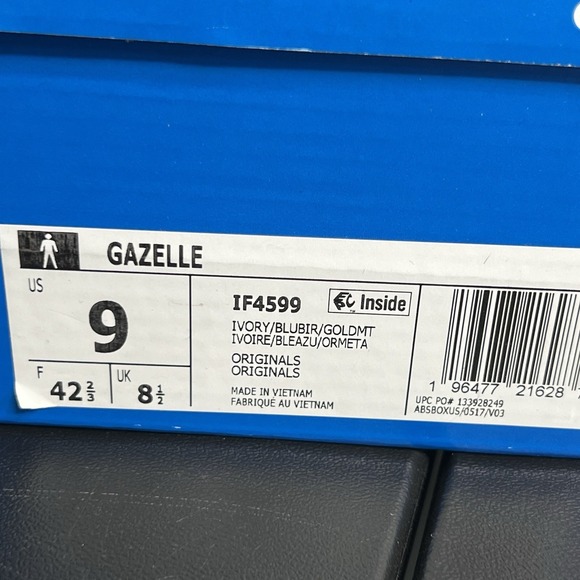 GAZELLE
US
9
F 42 2/3
UK 8 1/2
IF4599
Inside
IVORY/BLUBIR/GOLDMT
IVOIRE/BLEAZU/ORMETA
ORIGINALS
ORIGINALS
MADE IN VIETNAM
FABRIQUE AU VIETNAM
1 96477 21628
UPC PO# 133928249
ABSBOXUS/0517/V03